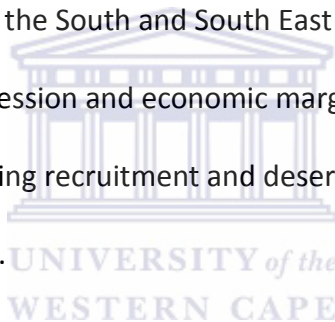 the South and South East
ession and economic marg
ing recruitment and deser
.
UNIVERSITY of the
WESTERN CAPE